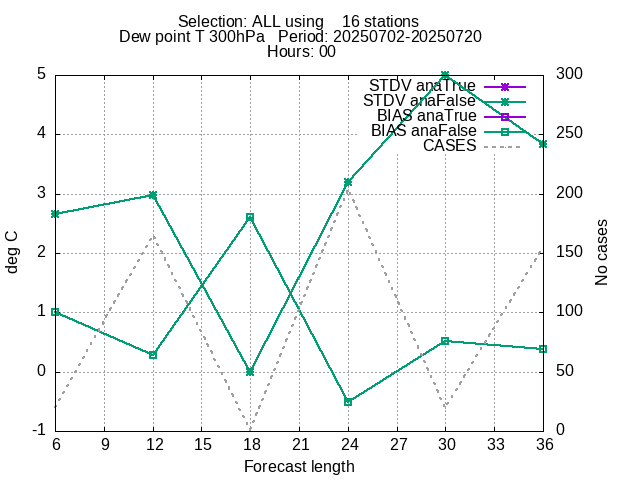 Selection: ALL using    16 stations
Dew point T 300hPa   Period: 20250702-20250720
Hours: 00
5
4
3
2
1
0
-1
300
250
200
150
100
50
0
STDV anaTrue
STDV anaFalse
BIAS anaTrue
BIAS anaFalse
CASES
deg C
No cases
6 9 12 15 18 21 24 27 30 33 36
Forecast length